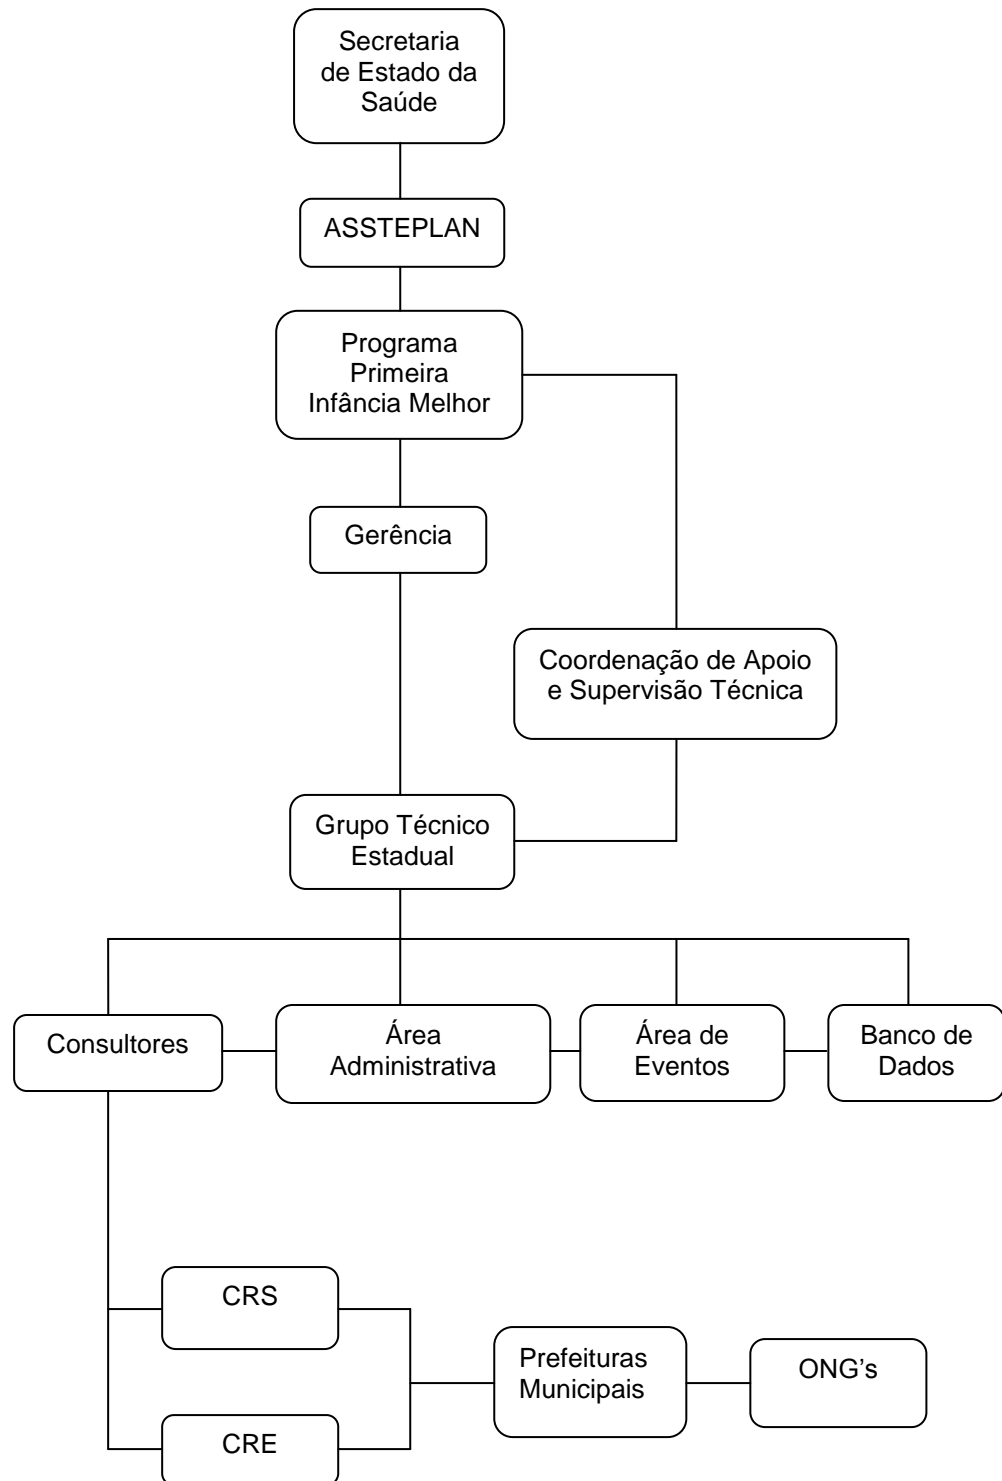 Secretaria
de Estado da
Saúde
ASSTEPLAN
Programa
Primeira
Infância Melhor
Gerência
Coordenação de Apoio
e Supervisão Técnica
Grupo Técnico
Estadual
Consultores
Área
Administrativa
Área de
Eventos
Banco de
Dados
CRS
CRE
Prefeituras
Municipais
ONG’s